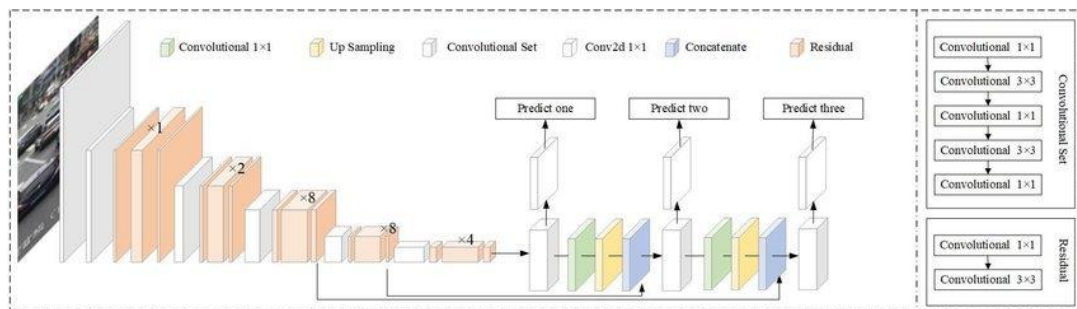 Convolutional 1×1
Up Sampling
Convolutional Set
Conv2d 1×1
Concatenate
Residual
×1
×2
×8
×8
×4
Predict one
Predict two
Predict three
Convolutional 1×1
Convolutional 3×3
Convolutional 1×1
Convolutional 3×3
Convolutional 1×1
Convolutional Set
Convolutional 1×1
Convolutional 3×3
Residual